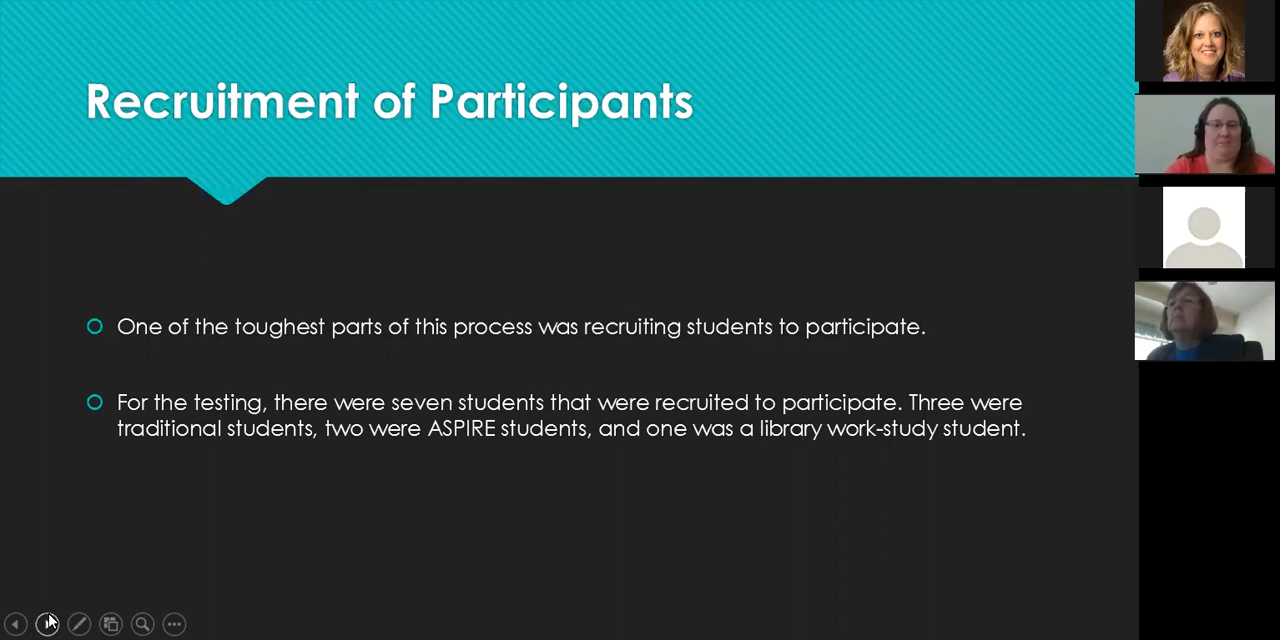 Recruitment of Participants
One of the toughest parts of this process was recruiting students to participate.
For the testing, there were seven students that were recruited to participate. Three were
traditional students, two were ASPIRE students, and one was a library work-study student.